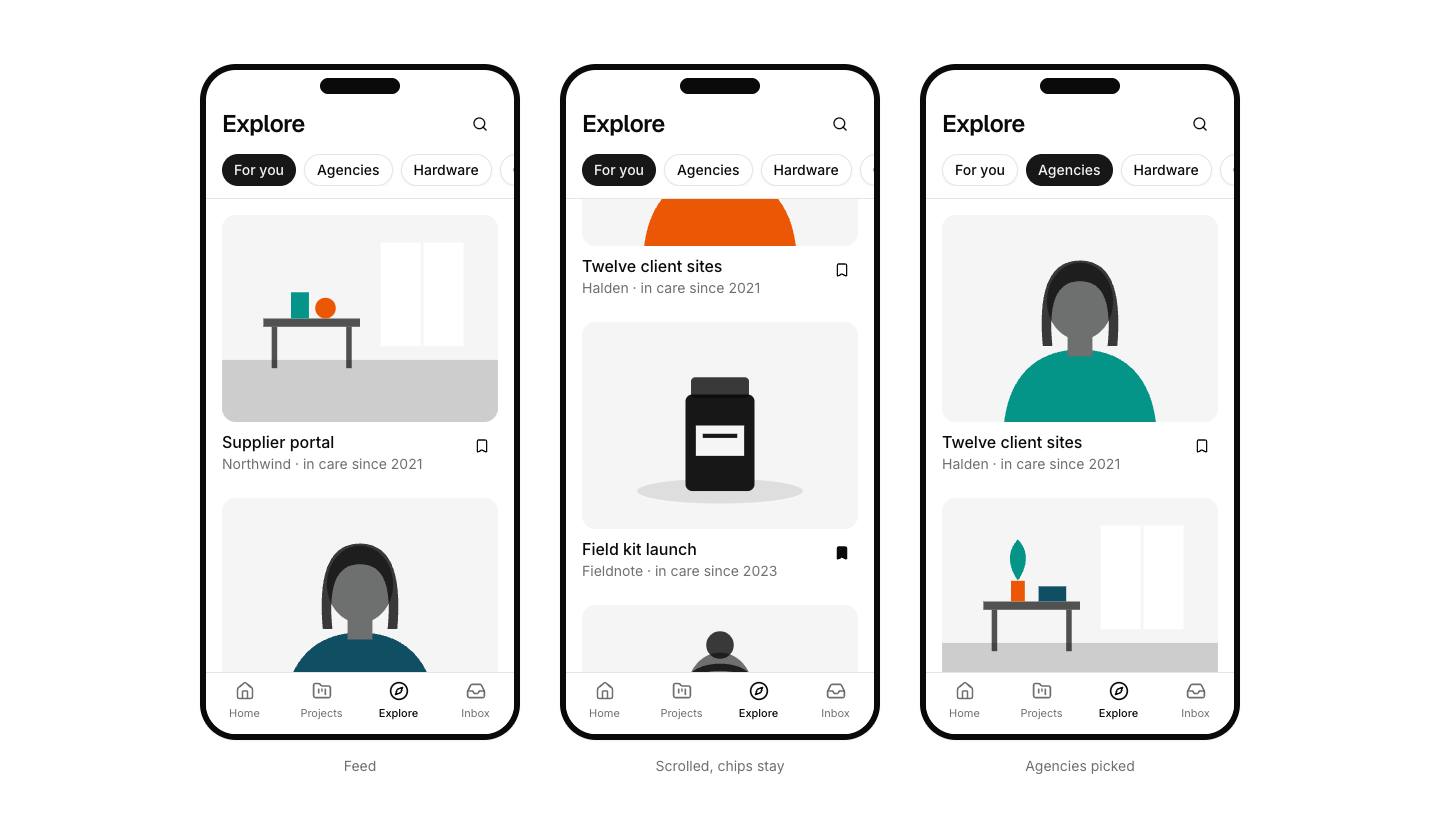 Explore
For you
Agencies
Hardware
Supplier portal
Northwind · in care since 2021
Home
Projects
Explore
Inbox
Feed
Explore
For you
Agencies
Hardware
Twelve client sites
Halden · in care since 2021
Field kit launch
Fieldnote · in care since 2023
Home
Projects
Explore
Inbox
Scrolled, chips stay
Explore
For you
Agencies
Hardware
Twelve client sites
Halden · in care since 2021
Home
Projects
Explore
Inbox
Agencies picked